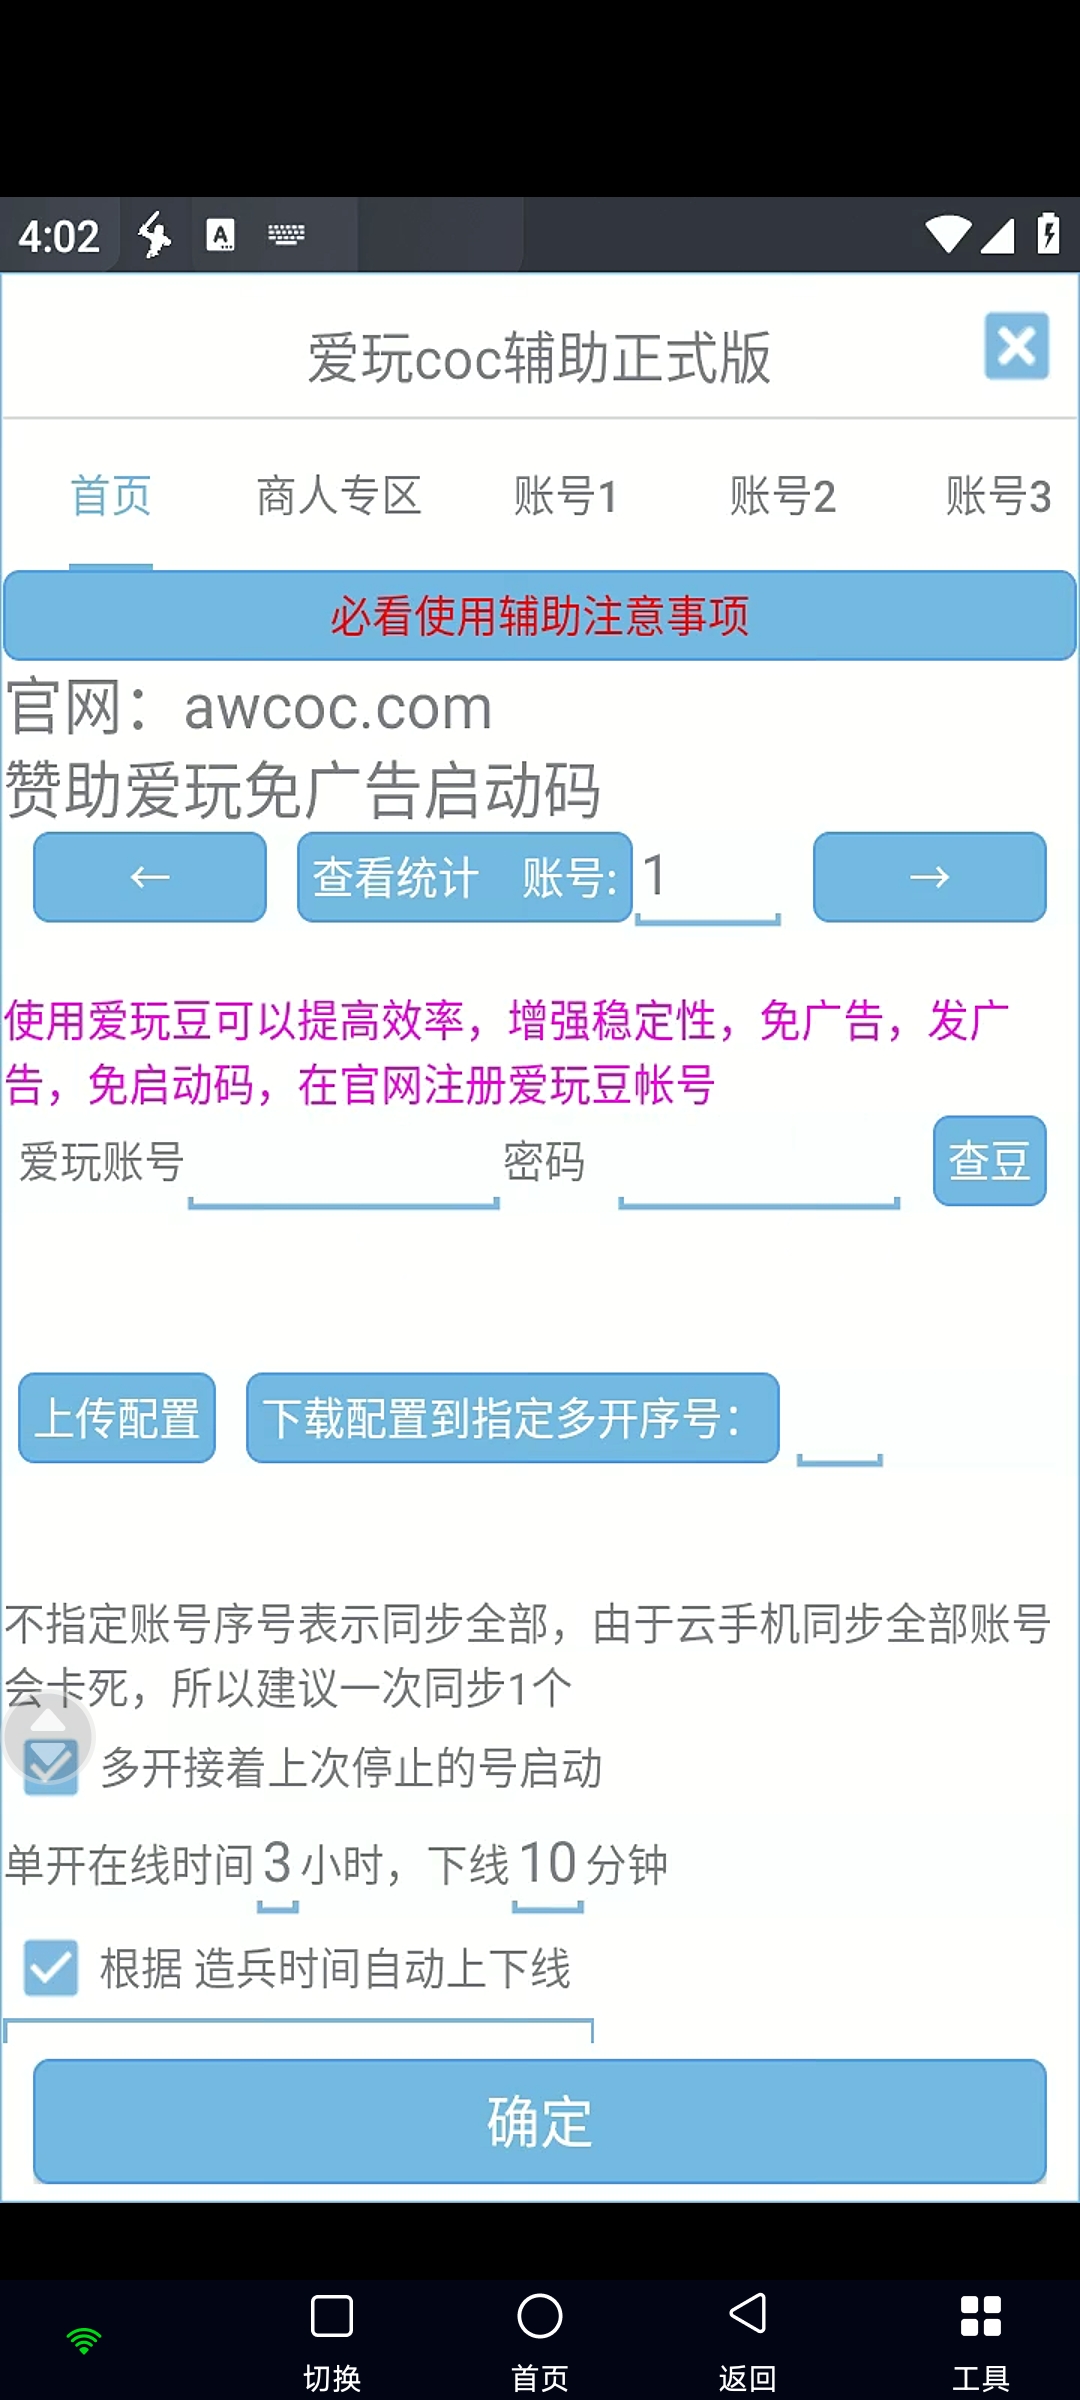 4:02
爱玩coc辅助正式版
首页 商人专区 账号1 账号2 账号3
必看使用辅助注意事项
官网：awcoc.com
赞助爱玩免广告启动码
← 查看统计 账号: 1 →
使用爱玩豆可以提高效率，增强稳定性，免广告，发广
告，免启动码，在官网注册爱玩豆帐号
爱玩账号 密码 查豆
上传配置 下载配置到指定多开序号：
不指定账号序号表示同步全部，由于云手机同步全部账号
会卡死，所以建议一次同步1个
多开接着上次停止的号启动
单开在线时间 3 小时，下线 10 分钟
根据 造兵时间自动上下线
确定
切换 首页 返回 工具